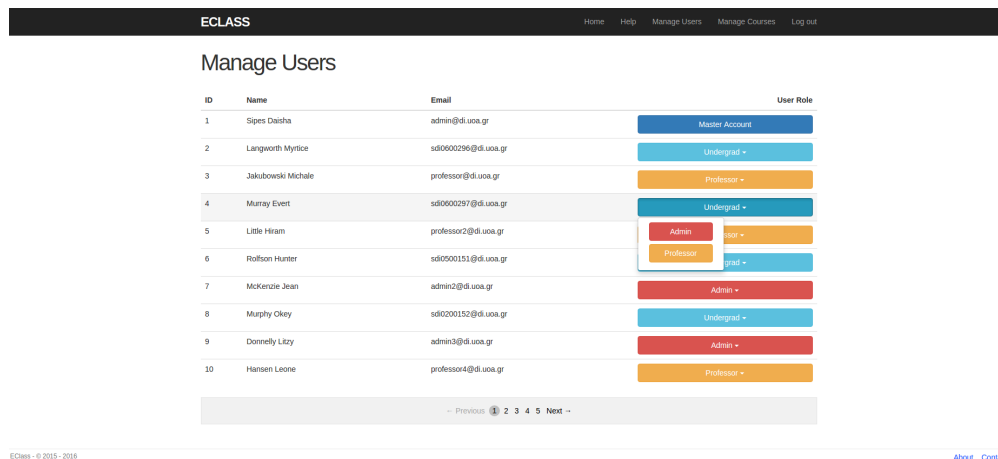 ECLASS Home Help Manage Users Manage Courses Log out
Manage Users
ID Name Email User Role
1 Sipes Daisha admin@di.uoa.gr Master Account
2 Langworth Myrtice sdi0600296@di.uoa.gr Undergrad
3 Jakubowski Michale professor@di.uoa.gr Professor
4 Murray Evert sdi0600297@di.uoa.gr Undergrad
Admin
Professor
5 Little Hiram professor2@di.uoa.gr ssor
6 Rolfson Hunter sdi0500151@di.uoa.gr grad
7 McKenzie Jean admin2@di.uoa.gr Admin
8 Murphy Okey sdi0200152@di.uoa.gr Undergrad
9 Donnelly Litzy admin3@di.uoa.gr Admin
10 Hansen Leone professor4@di.uoa.gr Professor
← Previous 1 2 3 4 5 Next →
EClass - © 2015 - 2016 About Cont